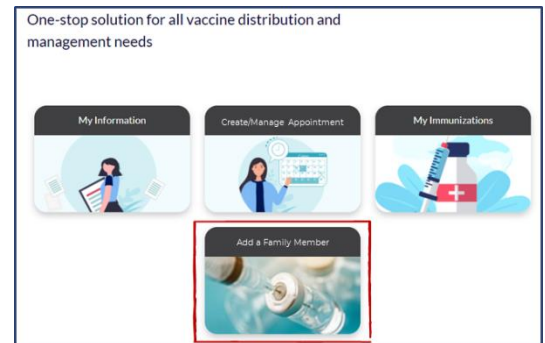 One-stop solution for all vaccine distribution and
management needs
My Information
Create/Manage Appointment
My Immunizations
Add a Family Member